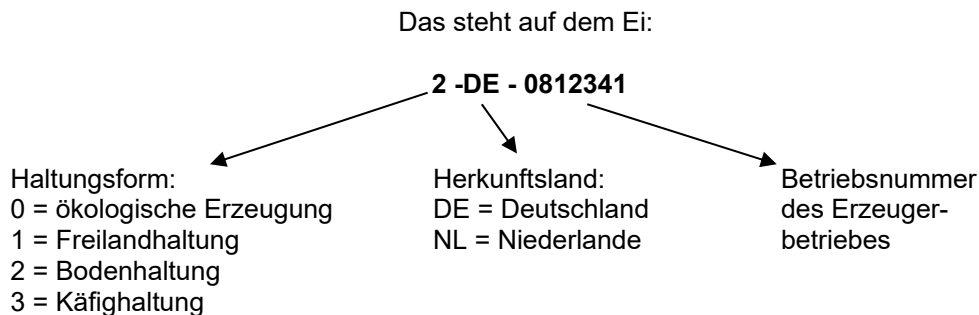 Das steht auf dem Ei:
2 -DE - 0812341
Haltungsform:
0 = ökologische Erzeugung
1 = Freilandhaltung
2 = Bodenhaltung
3 = Käfighaltung
Herkunftsland:
DE = Deutschland
NL = Niederlande
Betriebsnummer
des Erzeuger-
betriebes